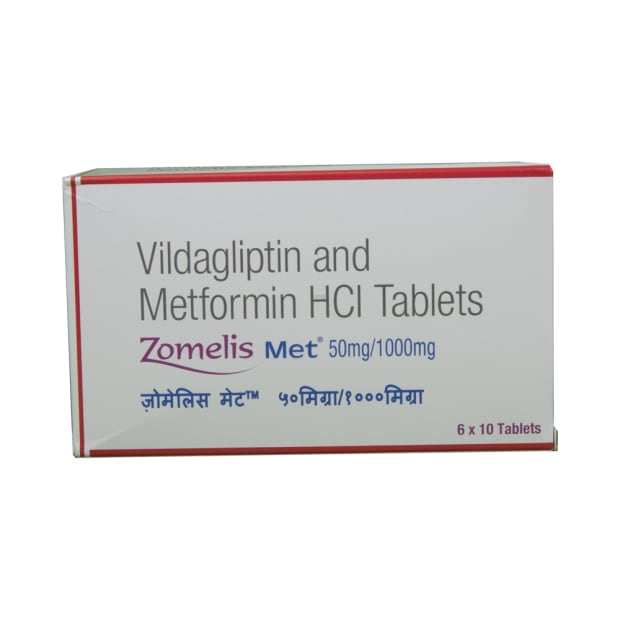 Vildagliptin and
Metformin HCl Tablets
Zomelis Met® 50mg/1000mg
ज़ोमेलिस मेट™ ५०मिग्रा/१०००मिग्रा
6 x 10 Tablets